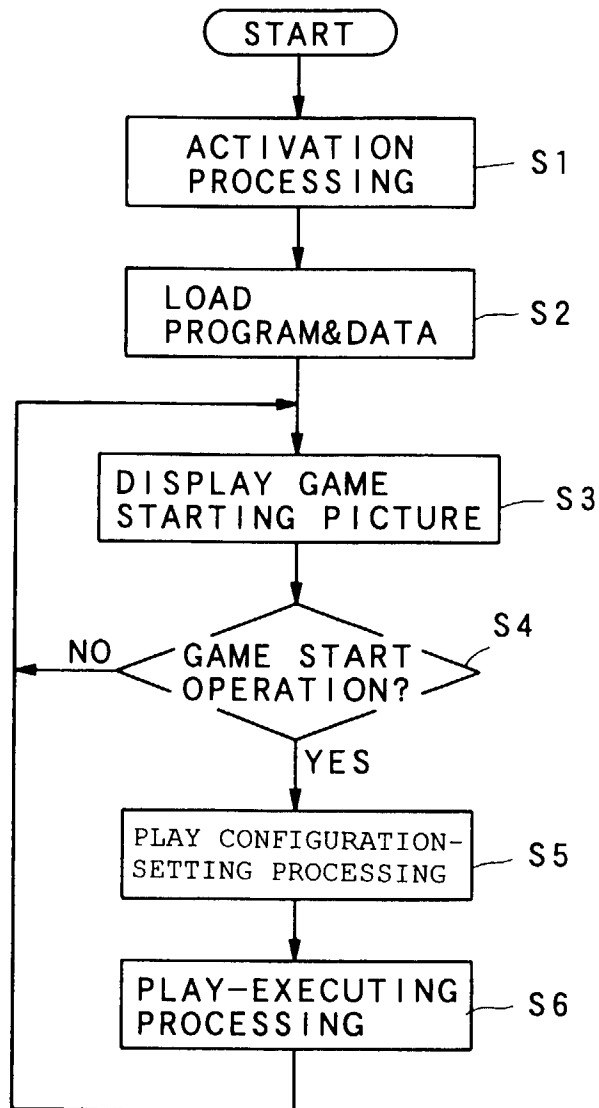 START
ACTIVATION
PROCESSING
S1
LOAD
PROGRAM&DATA
S2
DISPLAY GAME
STARTING PICTURE
S3
S4
NO
GAME START
OPERATION?
YES
PLAY CONFIGURATION-
SETTING PROCESSING
S5
PLAY-EXECUTING
PROCESSING
S6